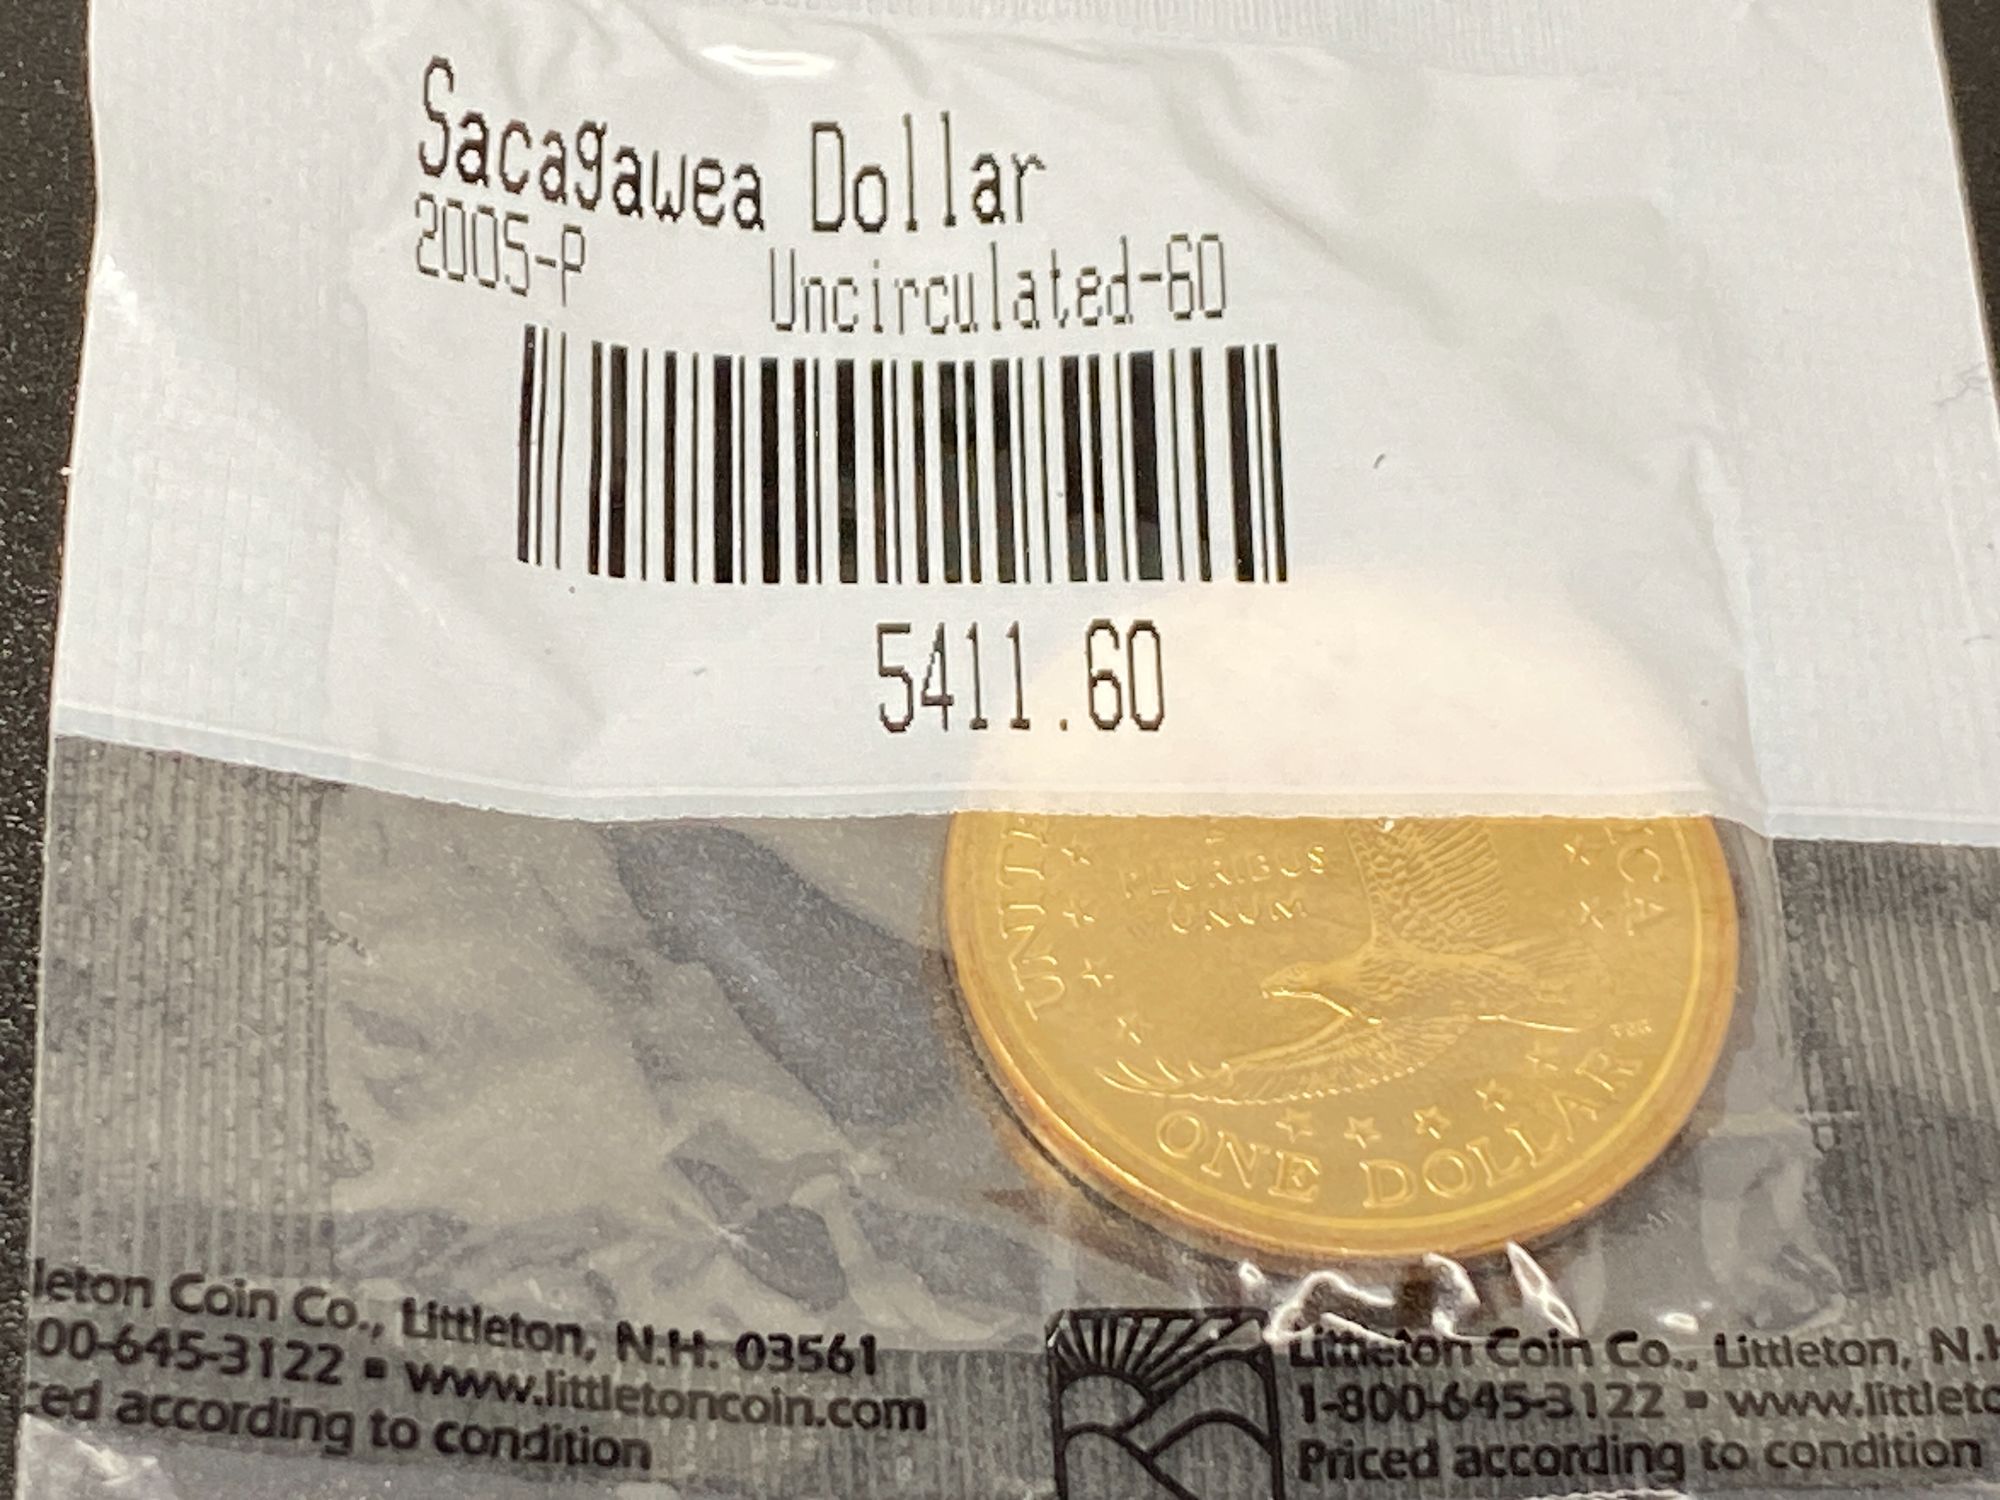 Sacagawea Dollar
2005-P Uncirculated-60
5411.60
UNITE
ICA
PLURIBUS
UNUM
ONE DOLLAR
leton Coin Co., Littleton, N.H. 03561
00-645-3122 ▪ www.littletoncoin.com
ced according to condition
Littleton Coin Co., Littleton, N.H
1-800-645-3122 ▪ www.littleto
Priced according to condition